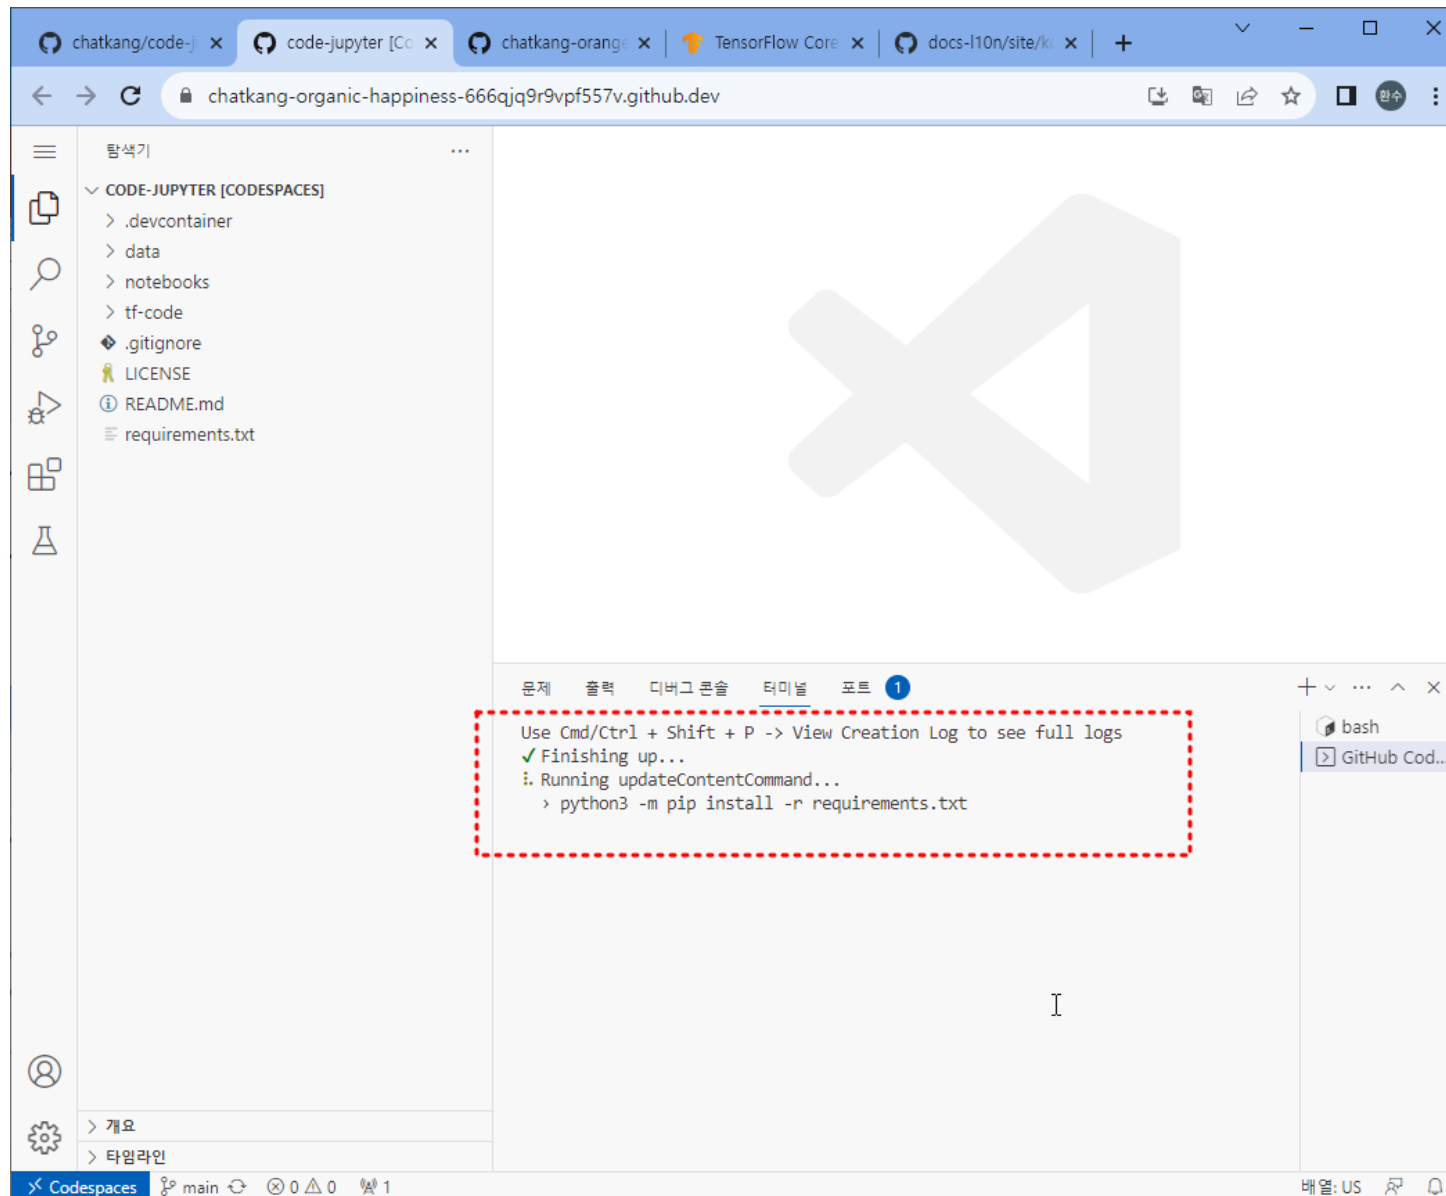 chatkang/code-j
code-jupyter [Co
chatkang-orange
TensorFlow Core
docs-l10n/site/k
chatkang-organic-happiness-666qjq9r9vpf557v.github.dev
환수
탐색기
CODE-JUPYTER [CODESPACES]
.devcontainer
data
notebooks
tf-code
.gitignore
LICENSE
README.md
requirements.txt
문제 출력 디버그 콘솔 터미널 포트 1
Use Cmd/Ctrl + Shift + P -> View Creation Log to see full logs
✓ Finishing up...
Running updateContentCommand...
› python3 -m pip install -r requirements.txt
bash
GitHub Cod...
개요
타임라인
Codespaces main 0 0 1 배열: US